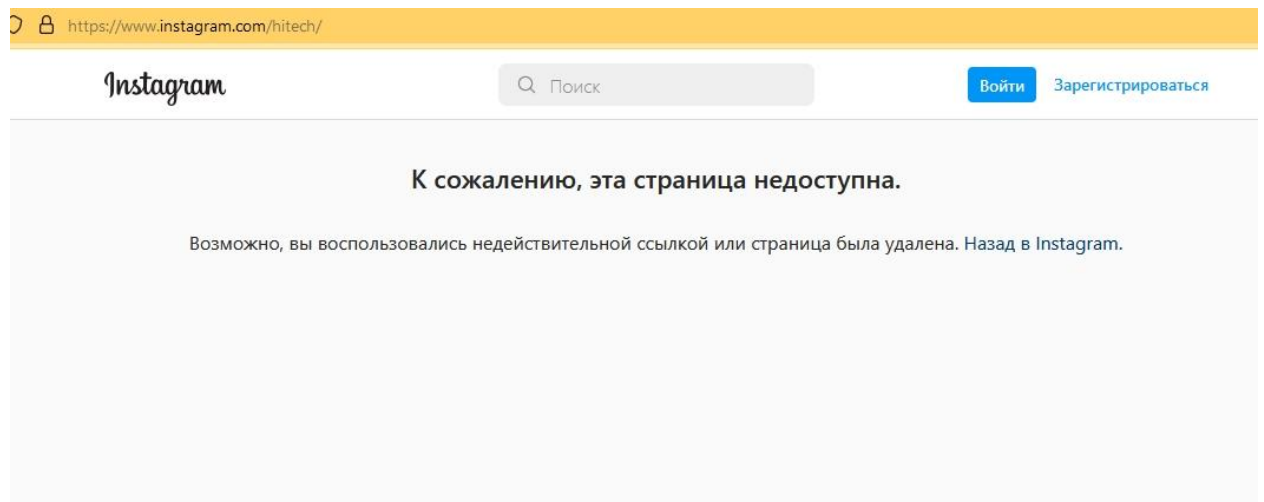 https://www.instagram.com/hitech/
Instagram
Поиск
Войти
Зарегистрироваться
К сожалению, эта страница недоступна.
Возможно, вы воспользовались недействительной ссылкой или страница была удалена. Назад в Instagram.